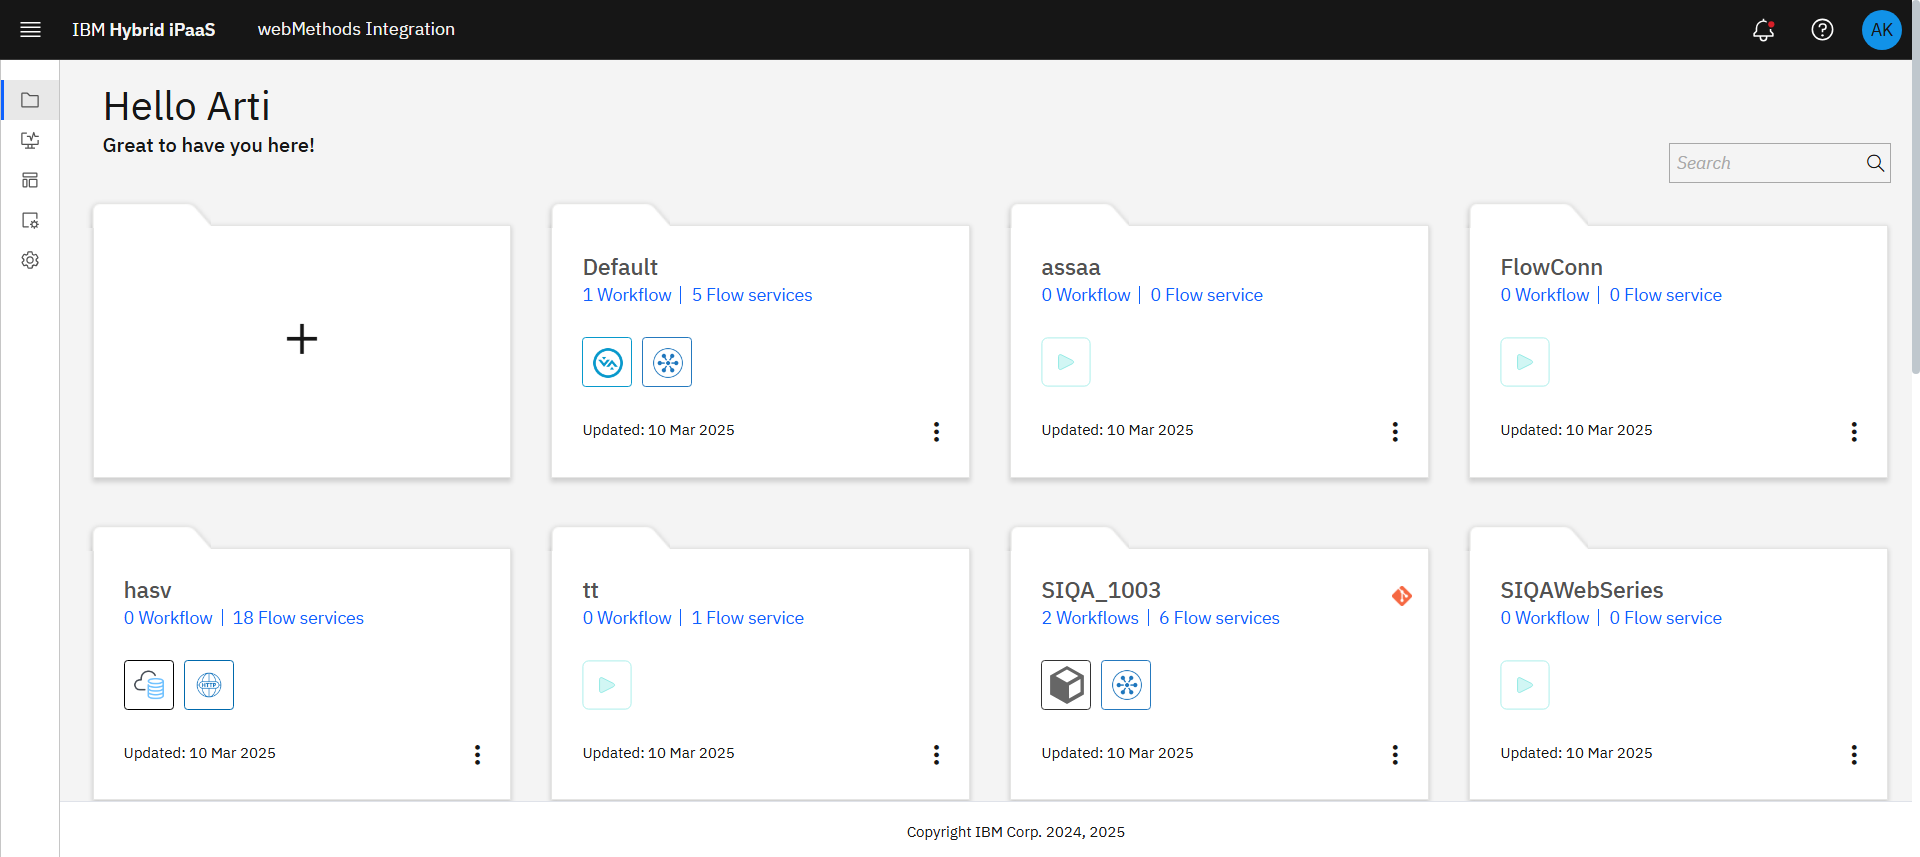 IBM Hybrid iPaaS
webMethods Integration
AK
Hello Arti
Great to have you here!
Search
Default
1 Workflow | 5 Flow services
Updated: 10 Mar 2025
assaa
0 Workflow | 0 Flow service
Updated: 10 Mar 2025
FlowConn
0 Workflow | 0 Flow service
Updated: 10 Mar 2025
hasv
0 Workflow | 18 Flow services
HTTP
Updated: 10 Mar 2025
tt
0 Workflow | 1 Flow service
Updated: 10 Mar 2025
SIQA_1003
2 Workflows | 6 Flow services
Updated: 10 Mar 2025
SIQAWebSeries
0 Workflow | 0 Flow service
Updated: 10 Mar 2025
Copyright IBM Corp. 2024, 2025